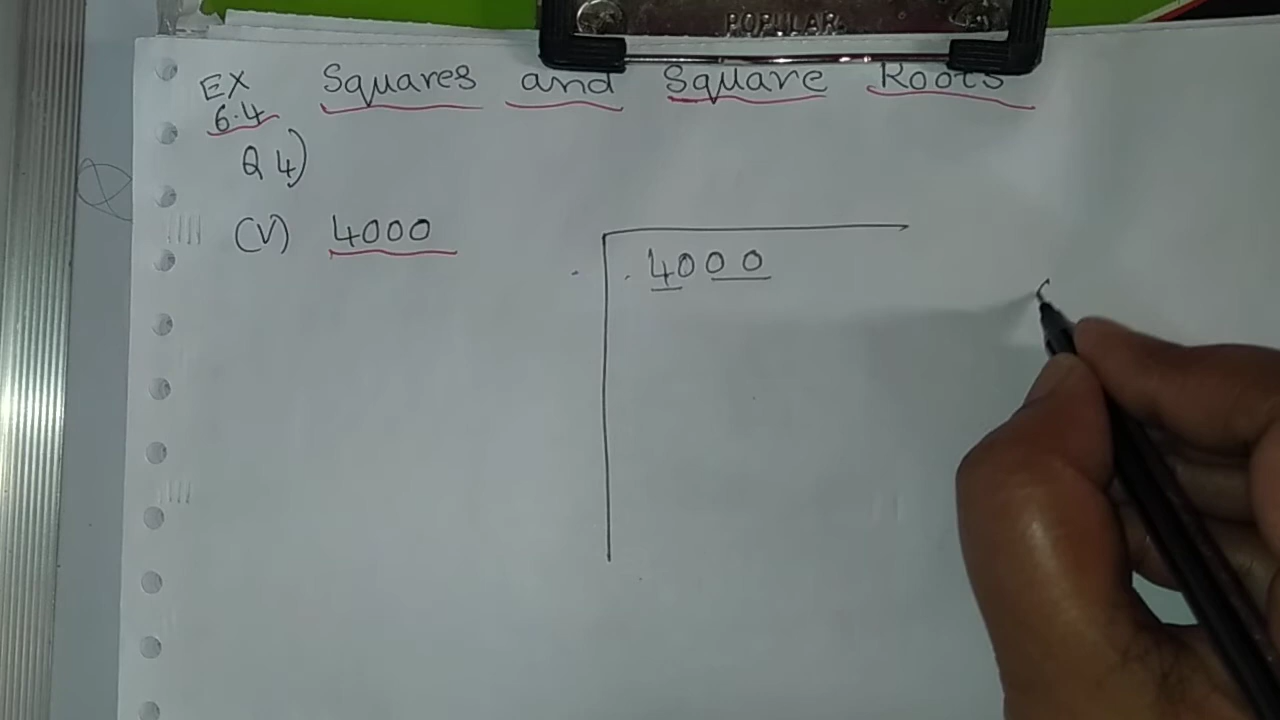 POPULAR
EX Squares and Square Roots
6.4
Q 4)
(V) 4000
4000